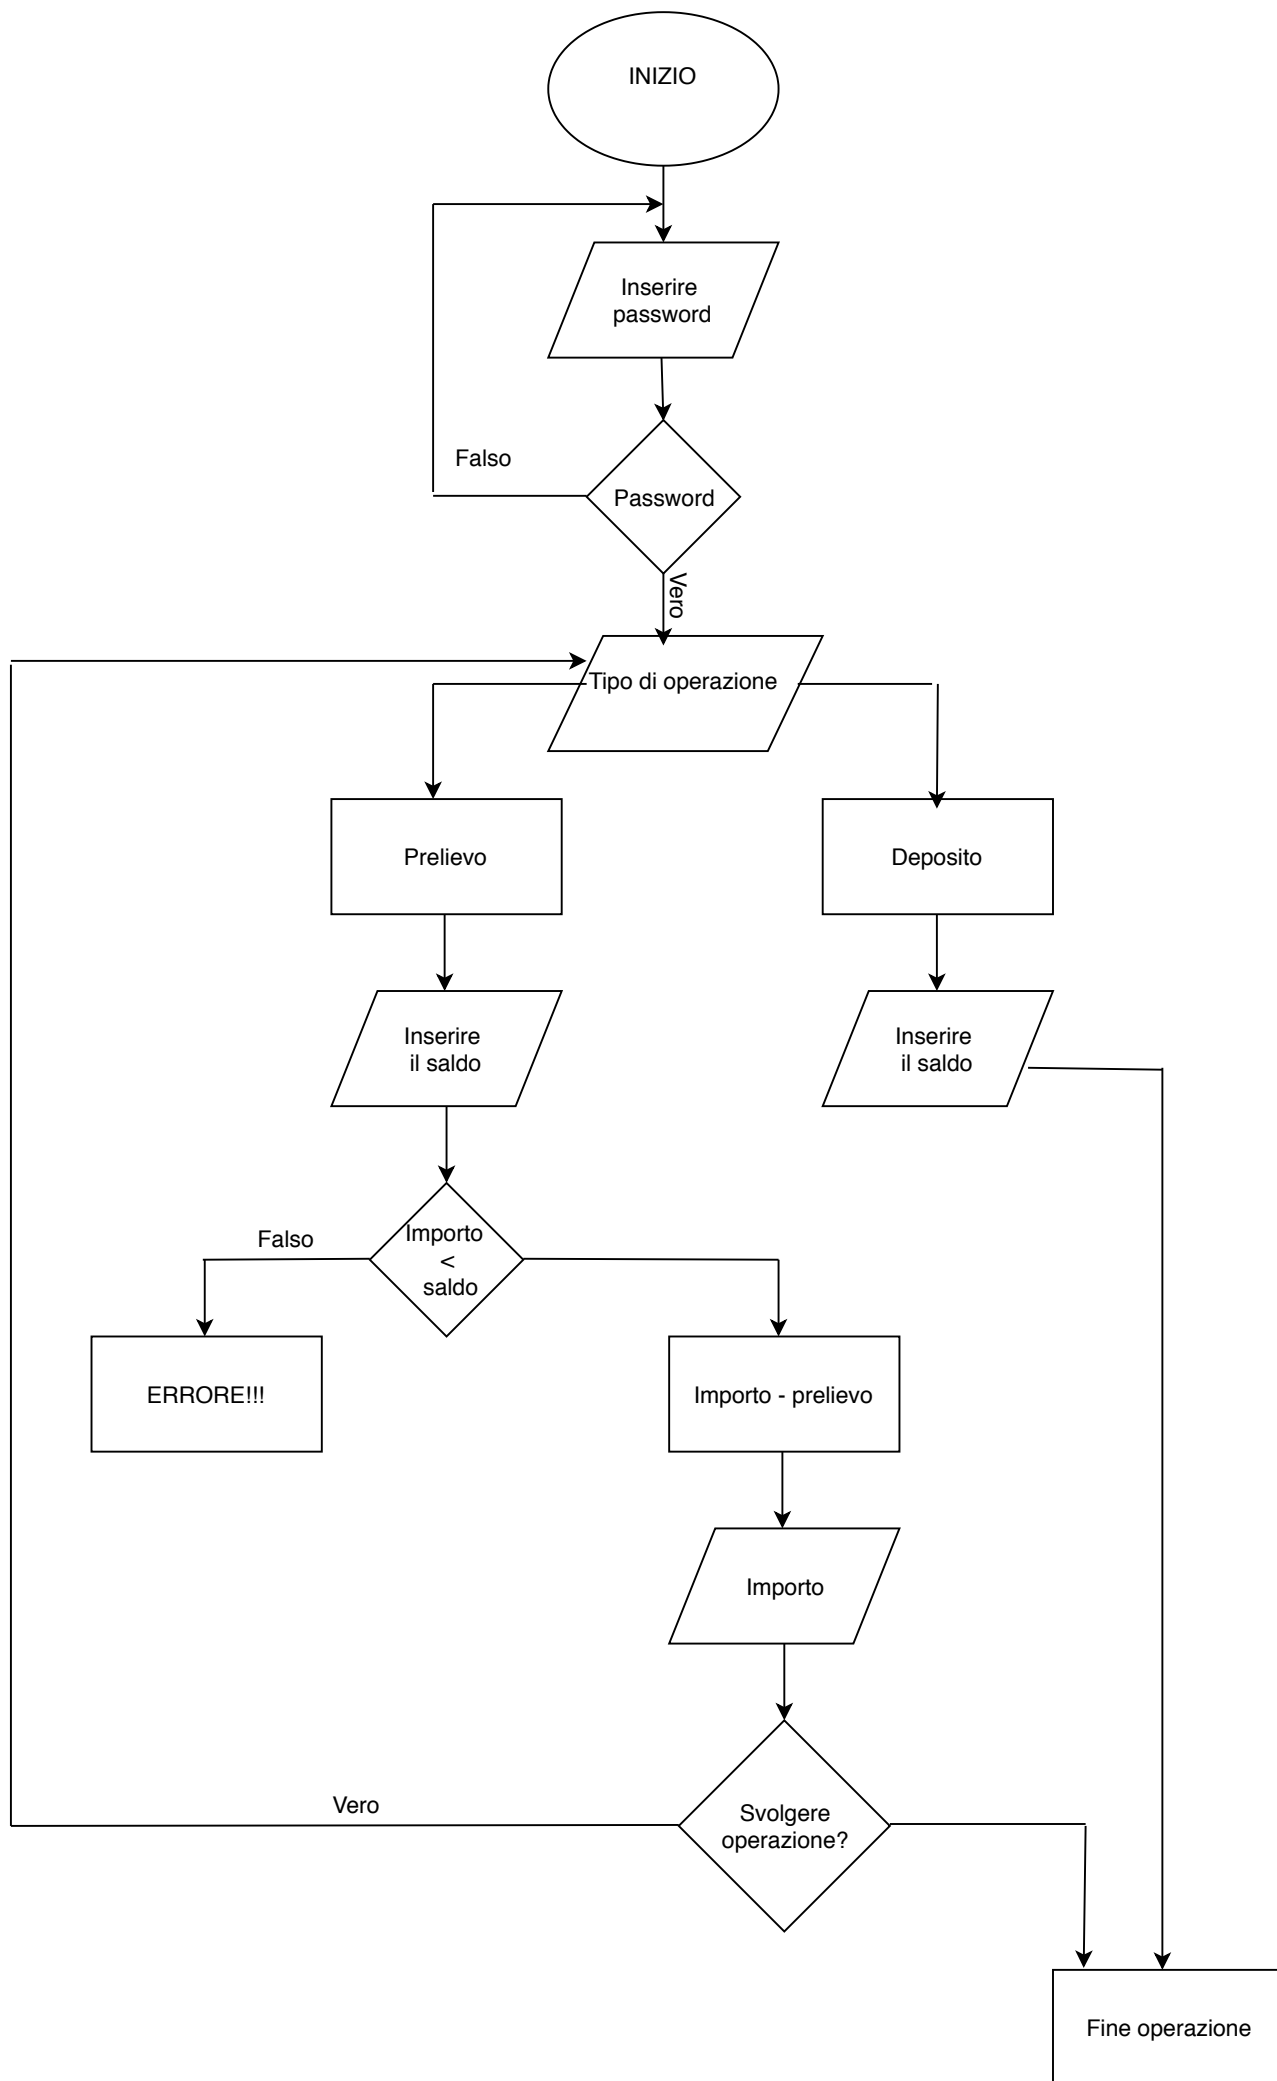 INIZIO
Inserire
password
Falso
Password
Vero
Tipo di operazione
Prelievo
Deposito
Inserire
il saldo
Inserire
il saldo
Falso
Importo
<
saldo
ERRORE!!!
Importo - prelievo
Importo
Vero
Svolgere
operazione?
Fine operazione